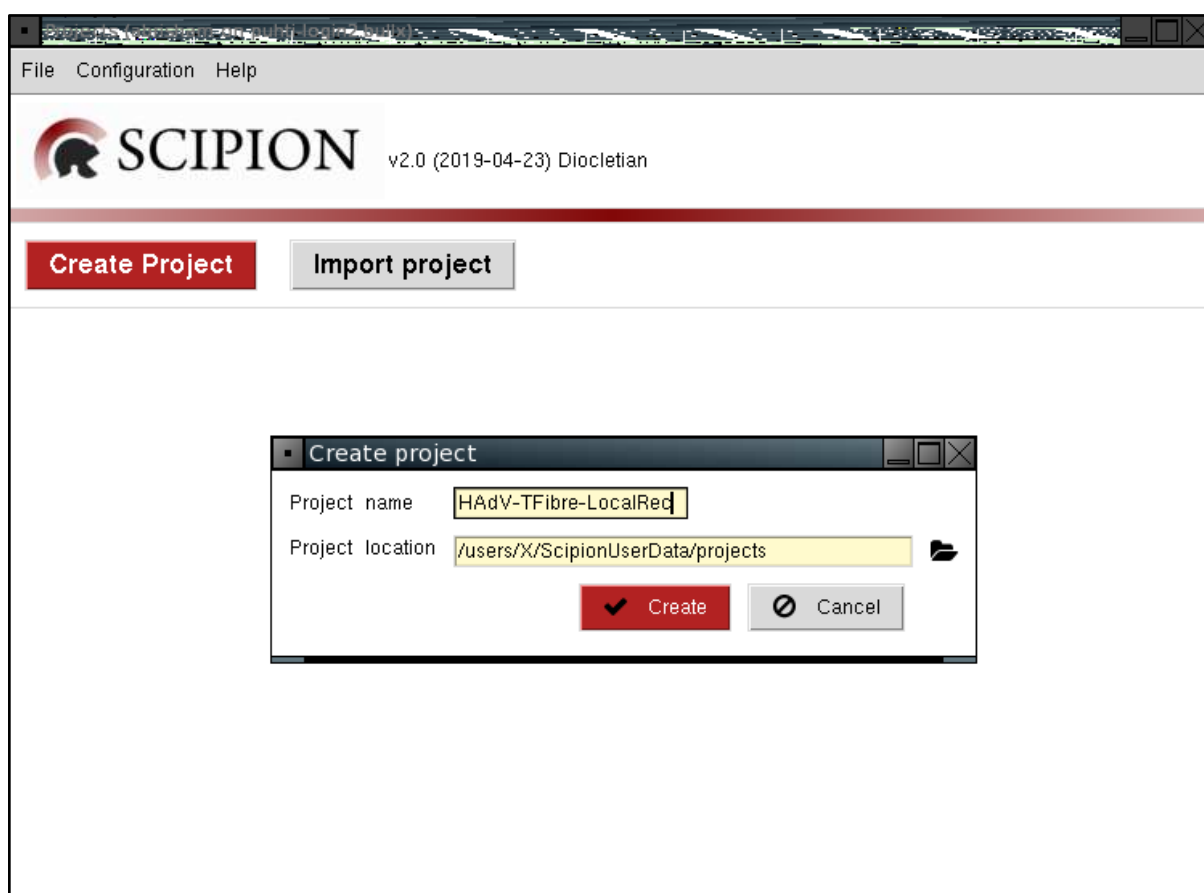 File Configuration Help
SCIPION v2.0 (2019-04-23) Diocletian
Create Project Import project
Create project
Project name HAdV-TFibre-LocalRec
Project location /users/X/ScipionUserData/projects
Create Cancel